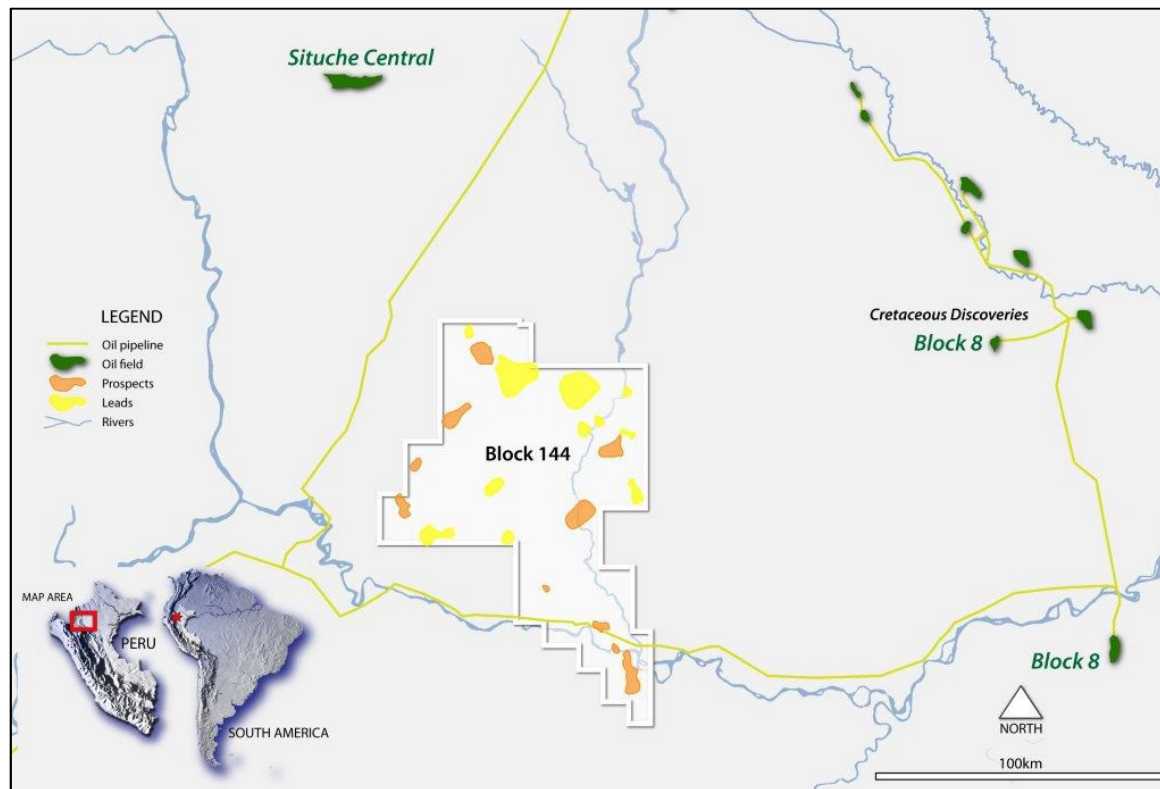 Situche Central
LEGEND
Oil pipeline
Oil field
Prospects
Leads
Rivers
Cretaceous Discoveries
Block 8
Block 144
MAP AREA
PERU
SOUTH AMERICA
Block 8
NORTH
100km